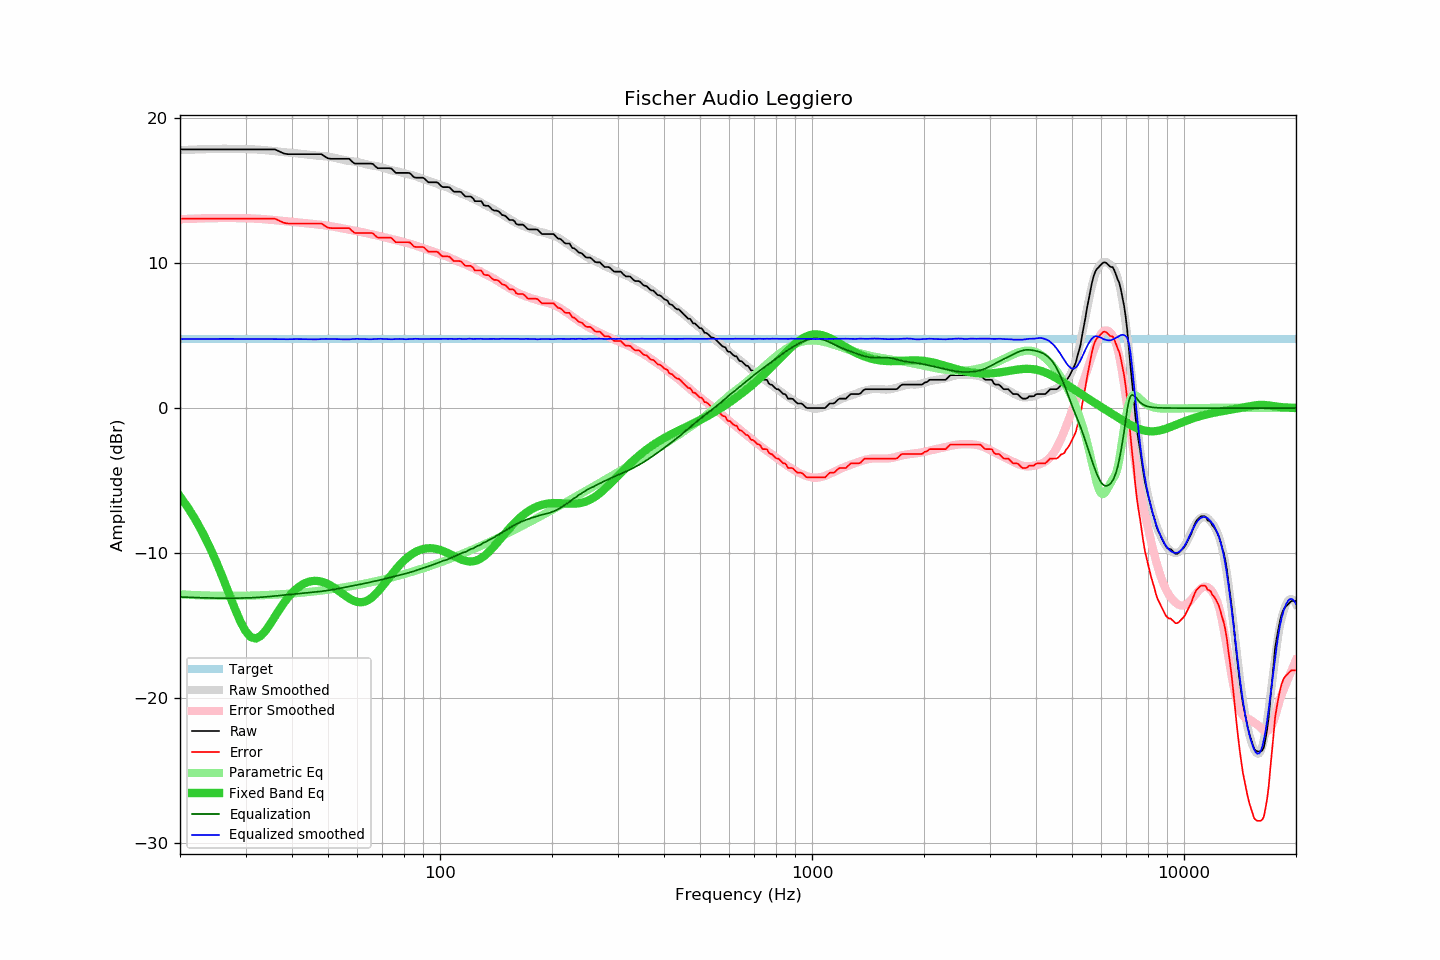 Fischer Audio Leggiero
20
10
0
−10
−20
−30
Amplitude (dBr)
Target
Raw Smoothed
Error Smoothed
Raw
Error
Parametric Eq
Fixed Band Eq
Equalization
Equalized smoothed
100
1000
10000
Frequency (Hz)